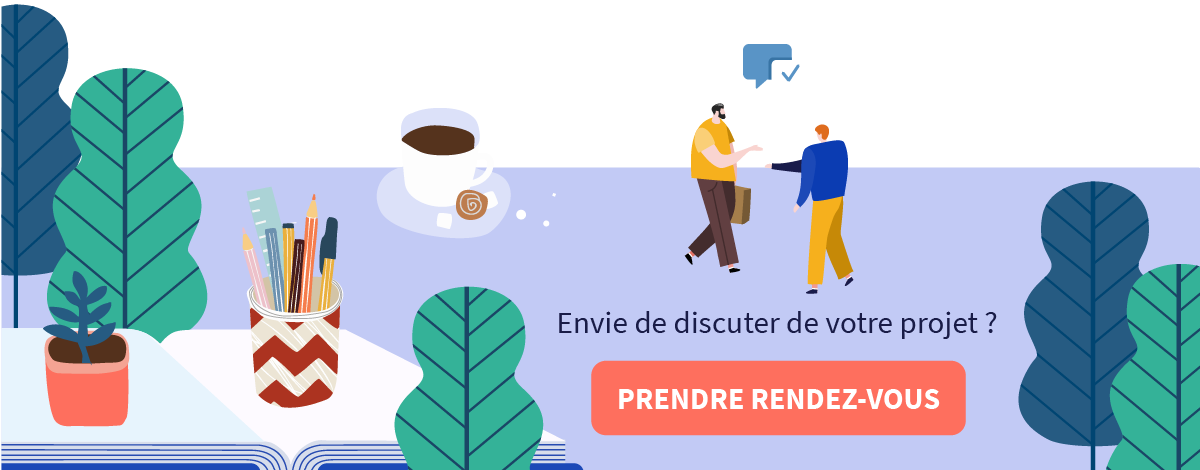 Envie de discuter de votre projet ?
PRENDRE RENDEZ-VOUS